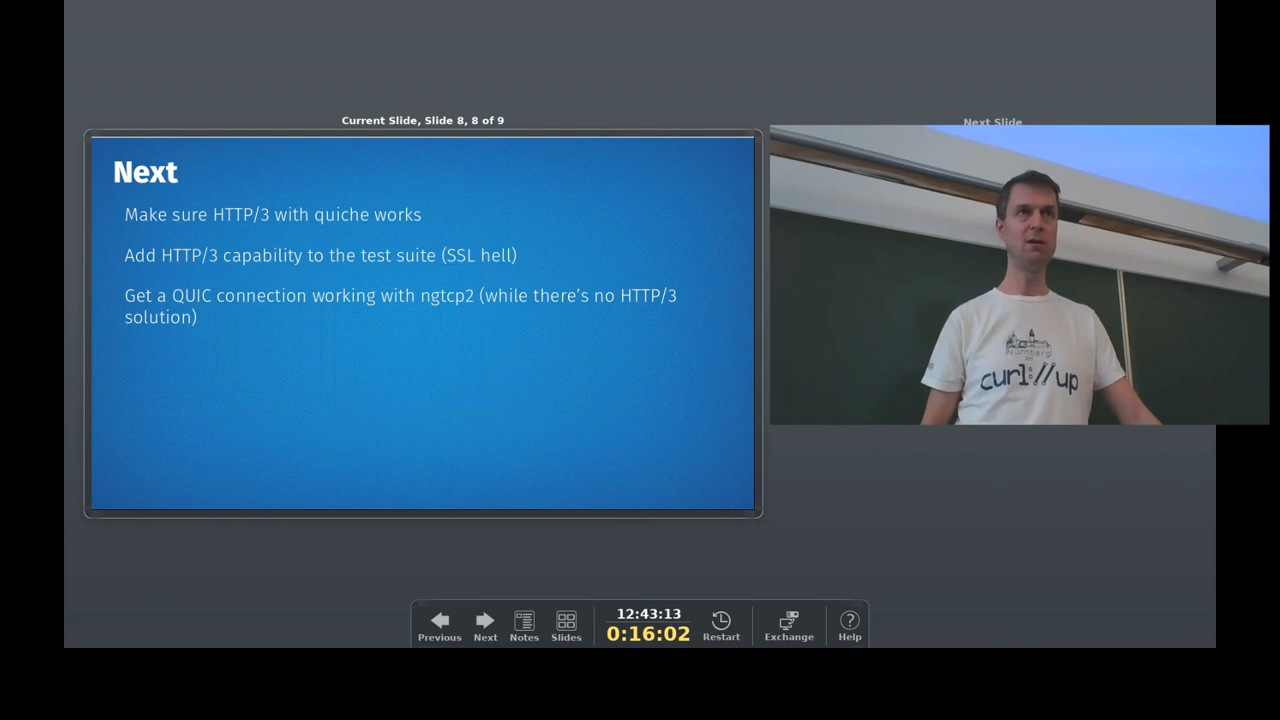 Current Slide, Slide 8, 8 of 9
Next Slide
Next
Make sure HTTP/3 with quiche works
Add HTTP/3 capability to the test suite (SSL hell)
Get a QUIC connection working with ngtcp2 (while there's no HTTP/3
solution)
Nürnberg
curl://up
12:43:13
0:16:02
Previous
Next
Notes
Slides
Restart
Exchange
Help